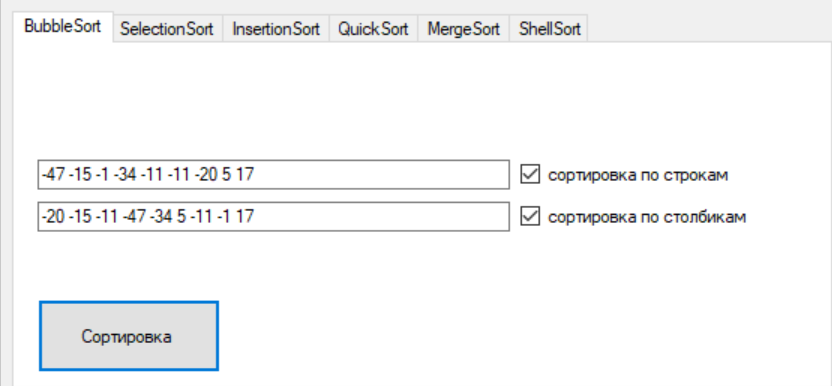 BubbleSort SelectionSort InsertionSort QuickSort MergeSort ShellSort
-47 -15 -1 -34 -11 -11 -20 5 17 сортировка по строкам
-20 -15 -11 -47 -34 5 -11 -1 17 сортировка по столбикам
Сортировка